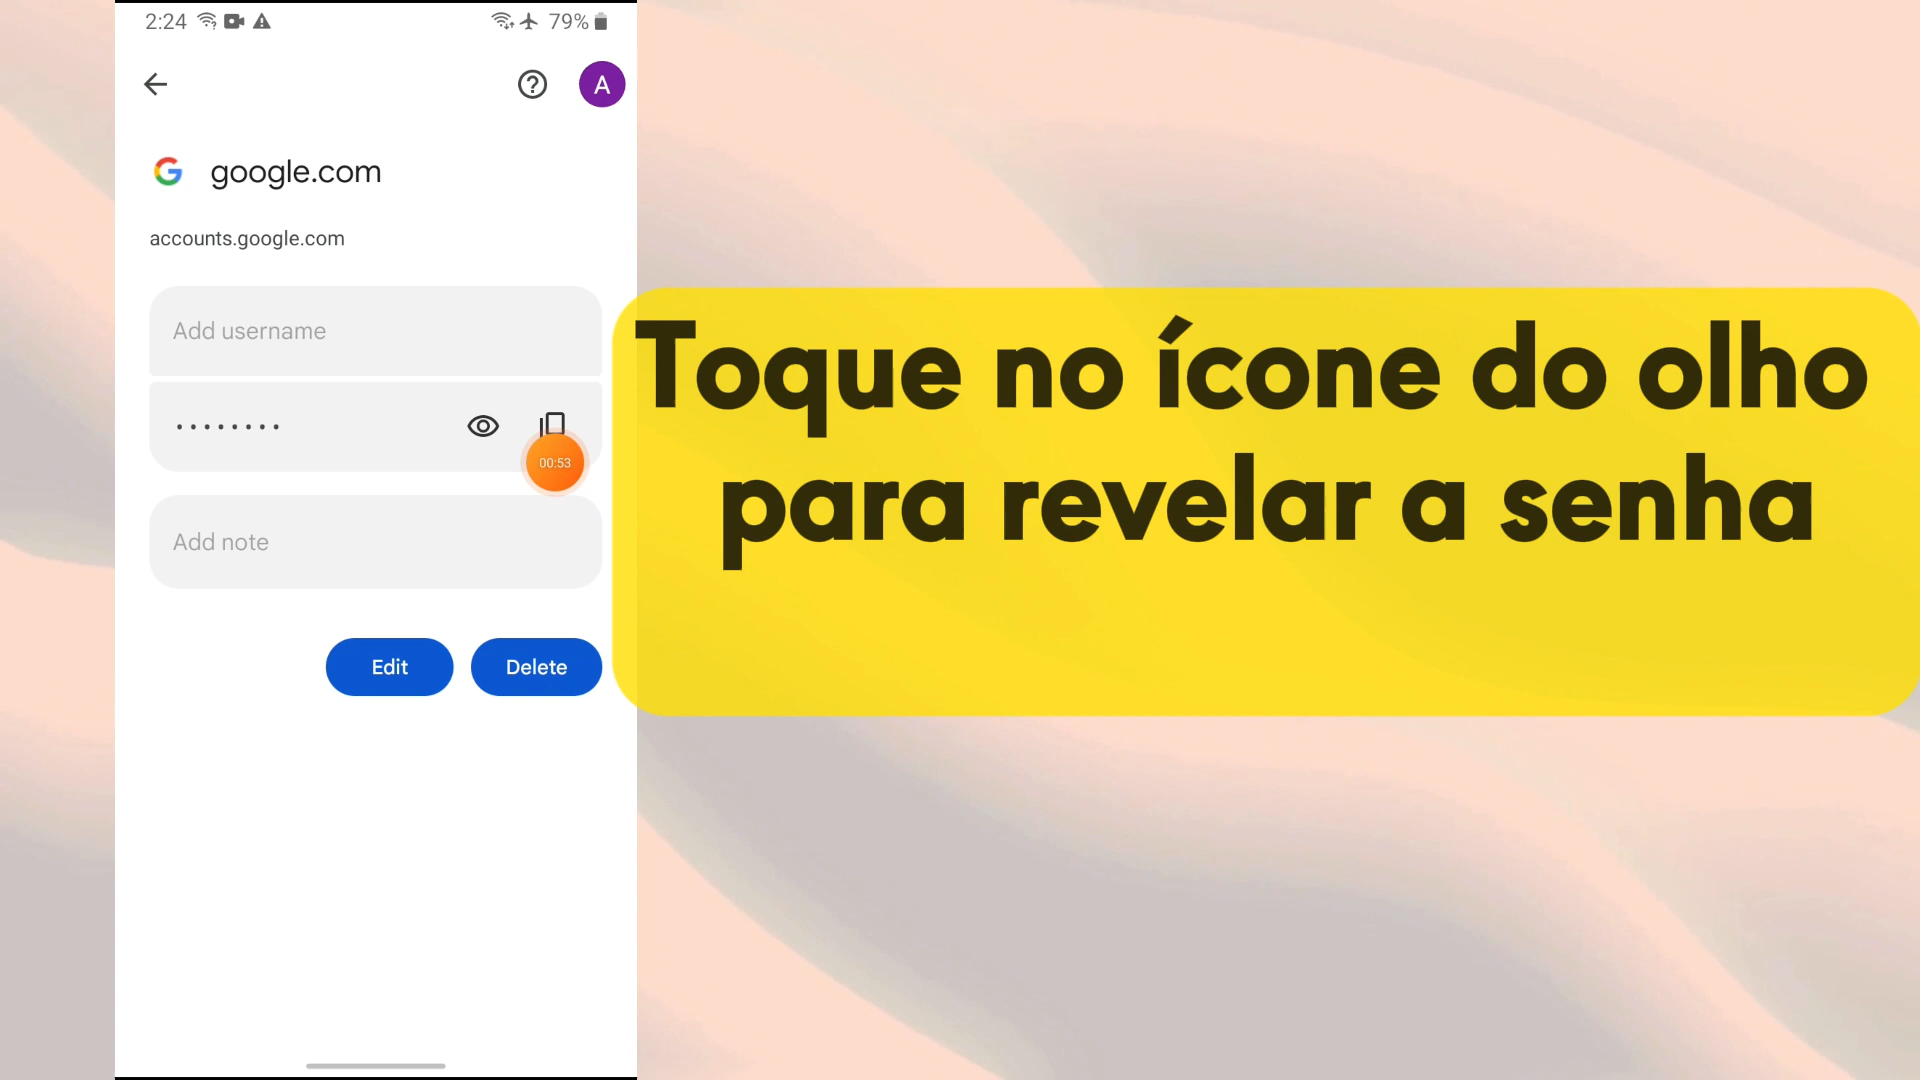 2:24
79%
A
google.com
accounts.google.com
Add username
••••••••
00:53
Add note
Edit
Delete
Toque no ícone do olho
para revelar a senha